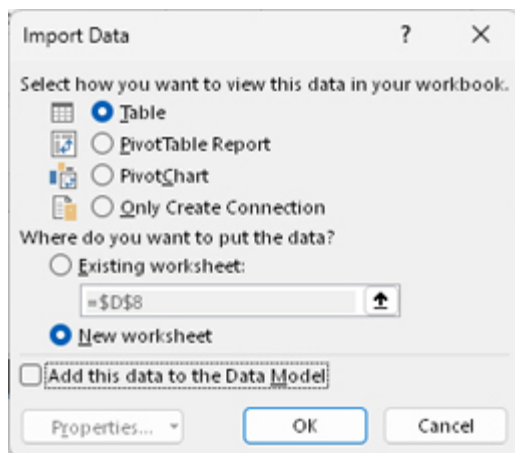 Import Data
?
Select how you want to view this data in your workbook.
Table
PivotTable Report
PivotChart
Only Create Connection
Where do you want to put the data?
Existing worksheet:
=$D$8
New worksheet
Add this data to the Data Model
Properties...
OK Cancel